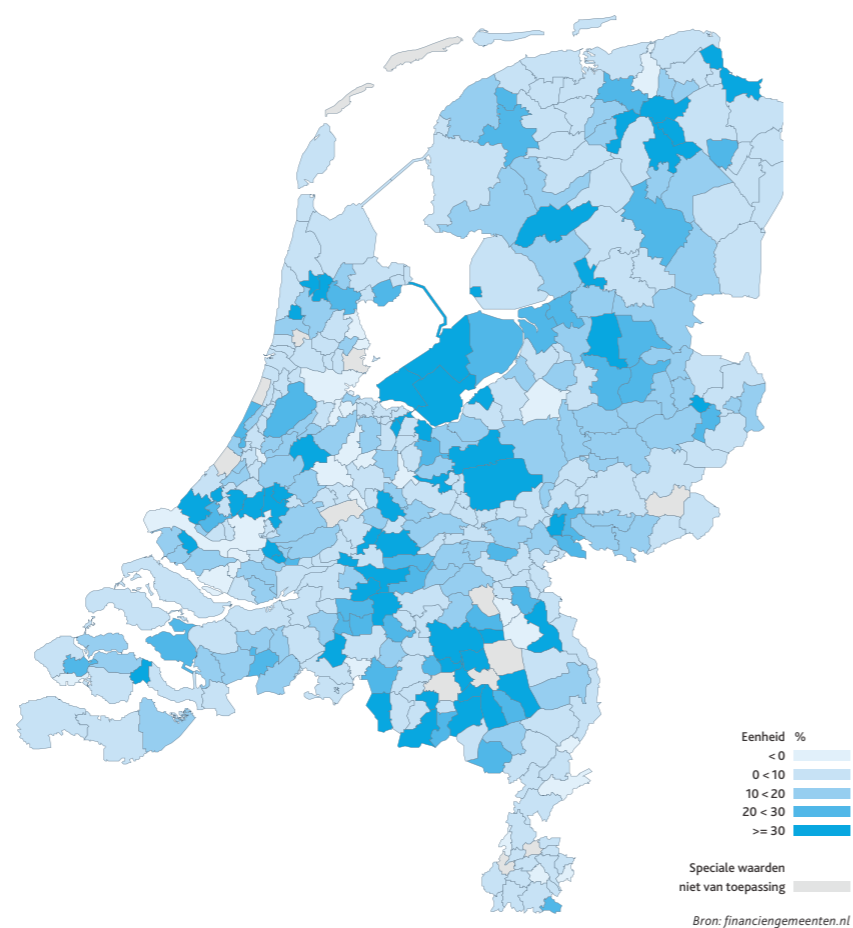 Eenheid %
< 0
0 < 10
10 < 20
20 < 30
>= 30
Speciale waarden
niet van toepassing
Bron: financiengemeenten.nl